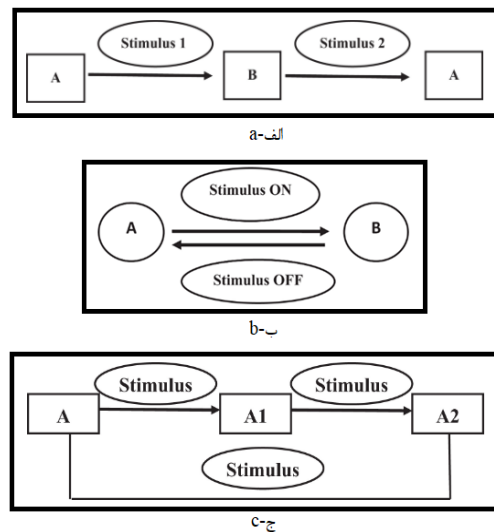 Stimulus 1 Stimulus 2
A B A
a-الف
Stimulus ON
A B
Stimulus OFF
b-ب
Stimulus Stimulus
A A1 A2
Stimulus
c-ج